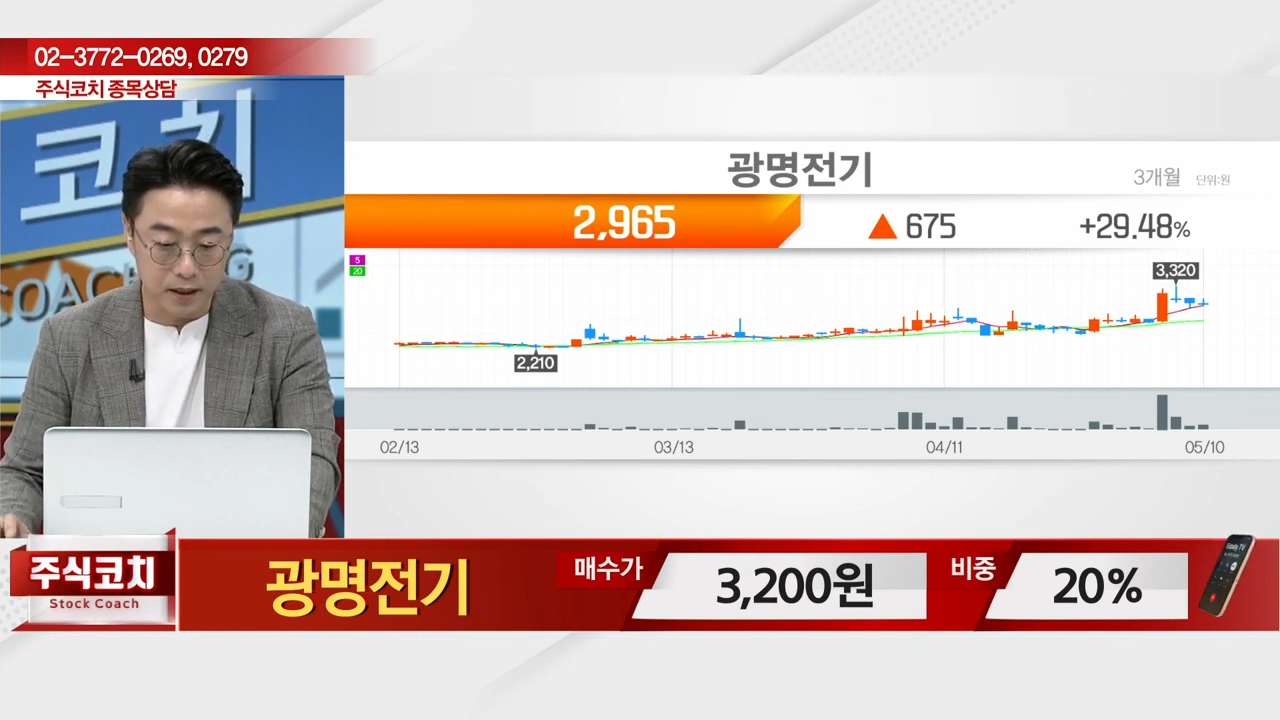 02-3772-0269, 0279
주식코치 종목상담
코치
COACHING
광명전기
3개월 단위:원
2,965 ▲ 675 +29.48%
5
20
3,320
2,210
02/13 03/13 04/11 05/10
주식코치
Stock Coach
광명전기 매수가 3,200원 비중 20%